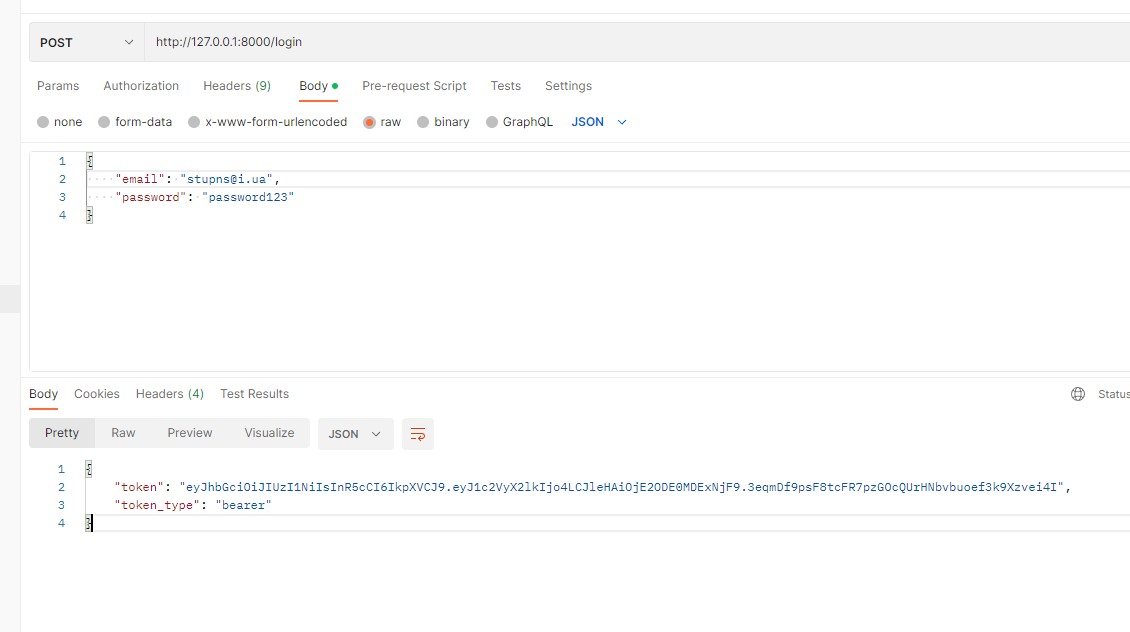 POST http://127.0.0.1:8000/login
Params Authorization Headers (9) Body Pre-request Script Tests Settings
none form-data x-www-form-urlencoded raw binary GraphQL JSON
1 {
2 "email": "stupns@i.ua",
3 "password": "password123"
4 }
Body Cookies Headers (4) Test Results Status
Pretty Raw Preview Visualize JSON
1 {
2 "token": "eyJhbGciOiJIUzI1NiIsInR5cCI6IkpXVCJ9.eyJ1c2VyX2lkIjo4LCJleHAiOjE2ODE0MDExNjF9.3eqmDf9psF8tcFR7pzGOcQUrHNbvbuoef3k9Xzvei4I",
3 "token_type": "bearer"
4 }